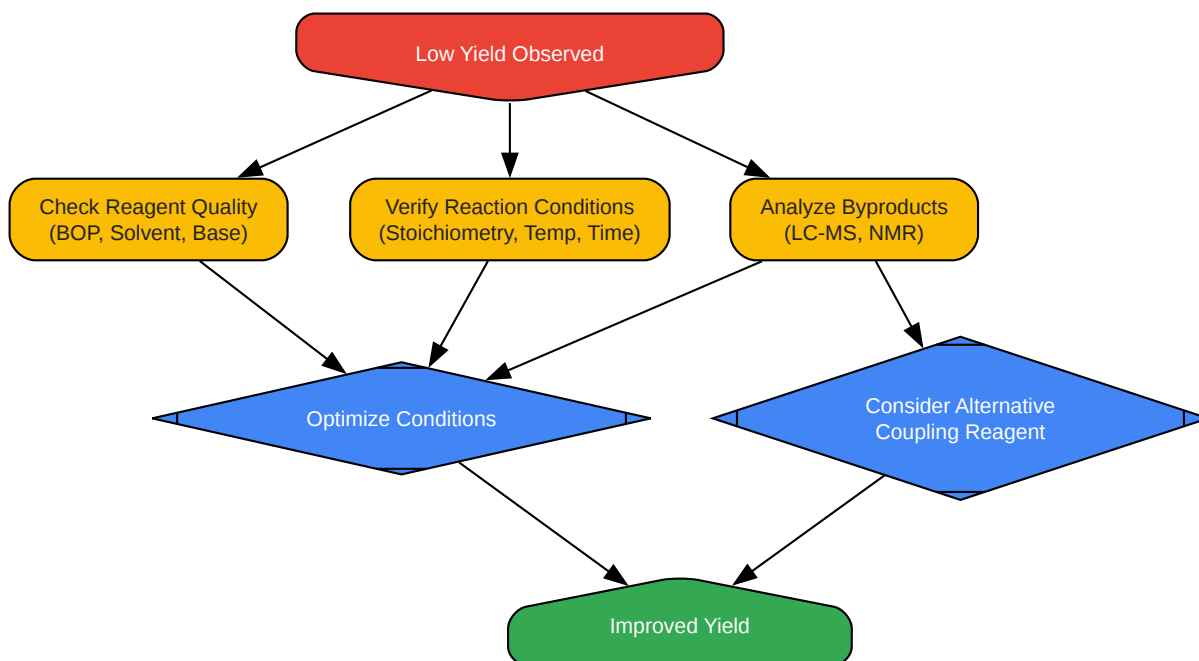 Low Yield Observed
Check Reagent Quality
(BOP, Solvent, Base)
Verify Reaction Conditions
(Stoichiometry, Temp, Time)
Analyze Byproducts
(LC-MS, NMR)
Optimize Conditions
Consider Alternative
Coupling Reagent
Improved Yield